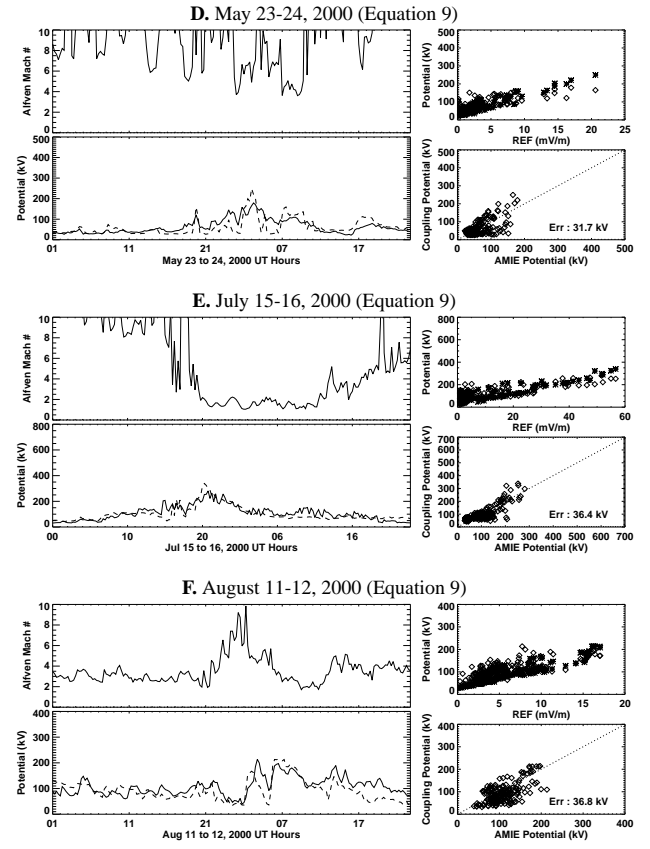 D. May 23-24, 2000 (Equation 9)
10
8
6
4
2
0
Alfven Mach #
500
400
300
200
100
0
Potential (kV)
01 11 21 07 17
May 23 to 24, 2000 UT Hours
400
300
200
100
0
Potential (kV)
0 5 10 15 20 25
REF (mV/m)
500
400
300
200
100
0
Coupling Potential (kV)
Err : 31.7 kV
0 100 200 300 400 500
AMIE Potential (kV)
E. July 15-16, 2000 (Equation 9)
10
8
6
4
2
0
Alfven Mach #
800
600
400
200
0
Potential (kV)
00 10 20 06 16
Jul 15 to 16, 2000 UT Hours
800
600
400
200
0
Potential (kV)
0 20 40 60
REF (mV/m)
700
600
500
400
300
200
100
0
Coupling Potential (kV)
Err : 36.4 kV
0 100 200 300 400 500 600 700
AMIE Potential (kV)
F. August 11-12, 2000 (Equation 9)
10
8
6
4
2
0
Alfven Mach #
400
300
200
100
0
Potential (kV)
01 11 21 07 17
Aug 11 to 12, 2000 UT Hours
400
300
200
100
0
Potential (kV)
0 5 10 15 20
REF (mV/m)
400
300
200
100
0
Coupling Potential (kV)
Err : 36.8 kV
0 100 200 300 400
AMIE Potential (kV)